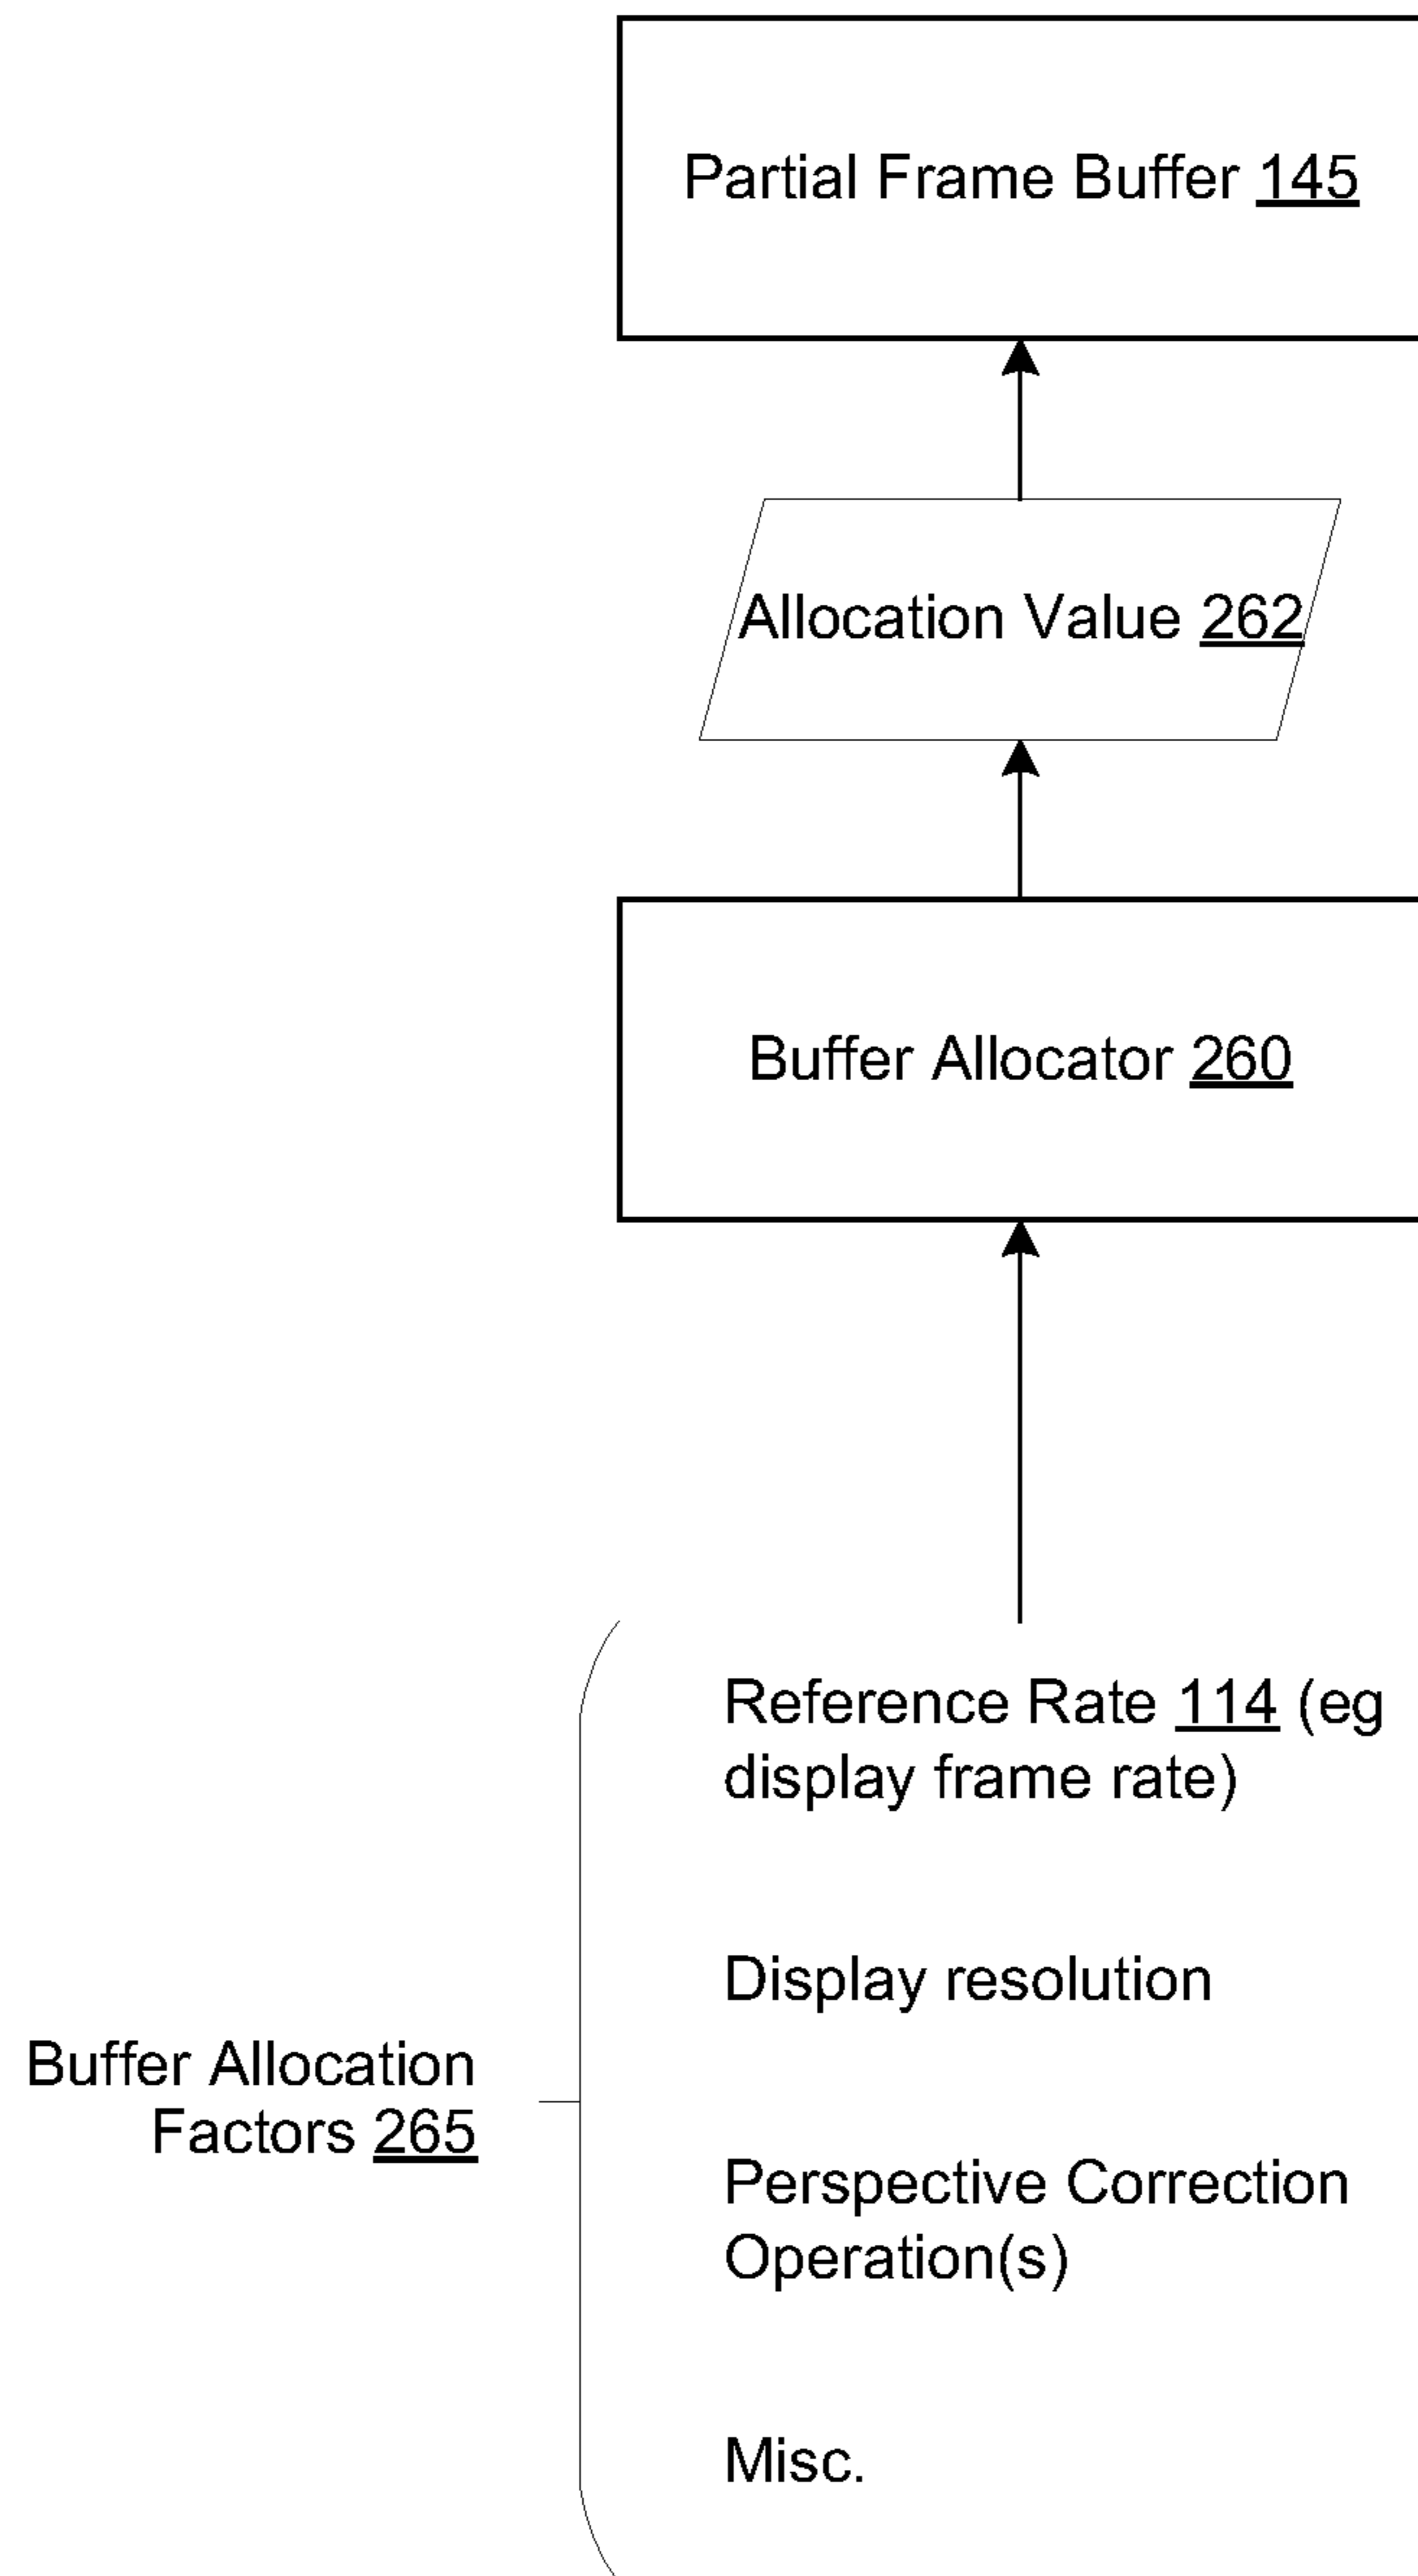 Partial Frame Buffer 145
Allocation Value 262
Buffer Allocator 260
Reference Rate 114 (eg
display frame rate)
Display resolution
Buffer Allocation
Factors 265
Perspective Correction
Operation(s)
Misc.